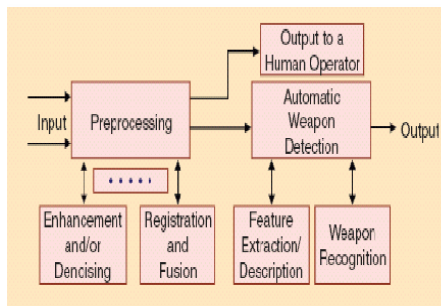 Output to a
Human Operator
Input
Preprocessing
Automatic
Weapon
Detection
Output
Enhancement
and/or
Dencising
Registration
and
Fusion
Feature
Extraction/
Description
Weapon
Recognition